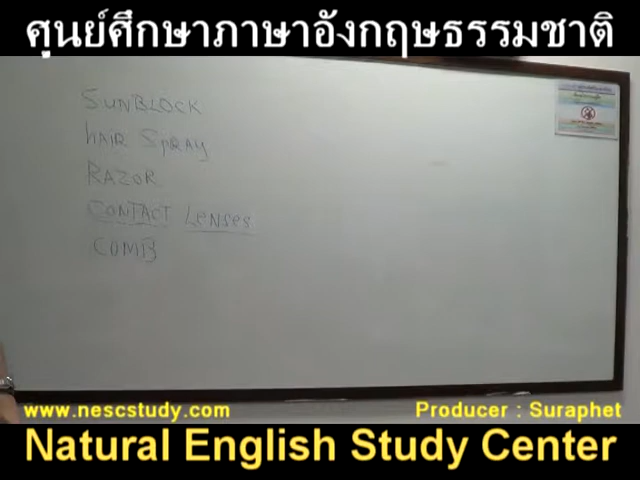 ศูนย์ศึกษาภาษาอังกฤษธรรมชาติ
SUNBLOCK
hAIR SpRAY
RAZOR
CONTACT LeNSeS
COMB
www.nescstudy.com
Producer : Suraphet
Natural English Study Center